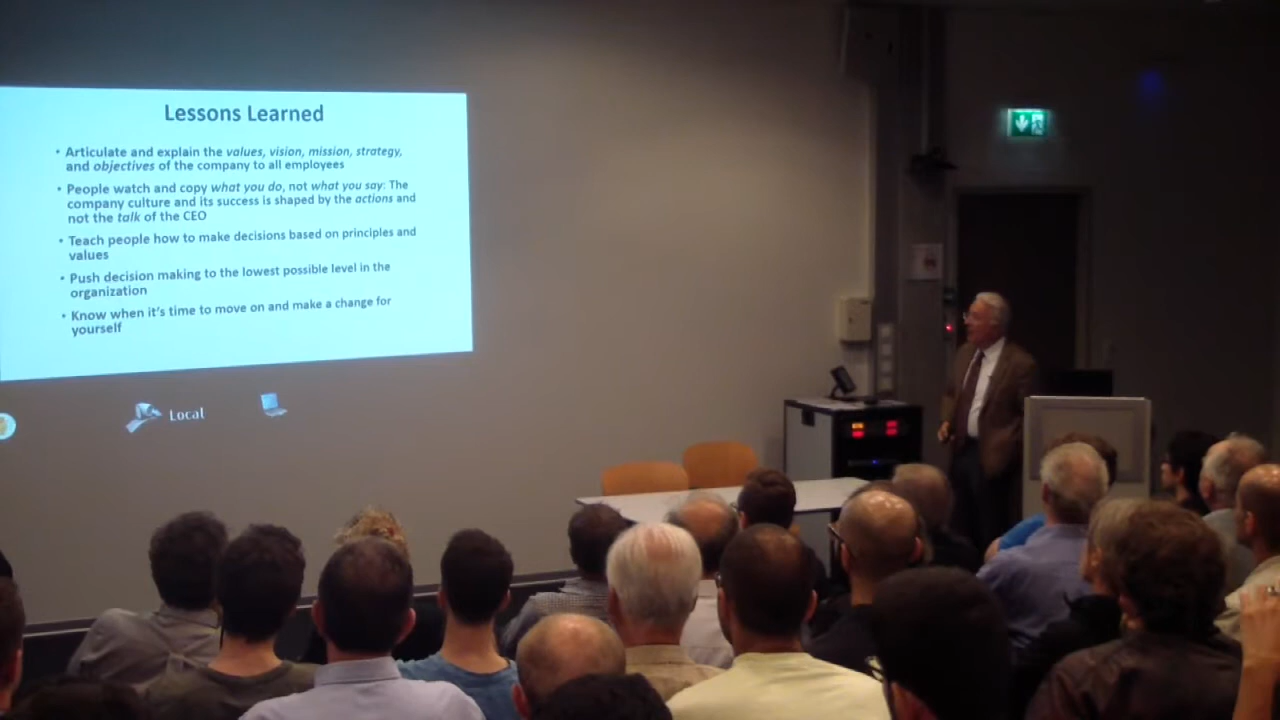 Lessons Learned
• Articulate and explain the values, vision, mission, strategy,
and objectives of the company to all employees
• People watch and copy what you do, not what you say: The
company culture and its success is shaped by the actions and
not the talk of the CEO
• Teach people how to make decisions based on principles and
values
• Push decision making to the lowest possible level in the
organization
• Know when it's time to move on and make a change for
yourself
Local